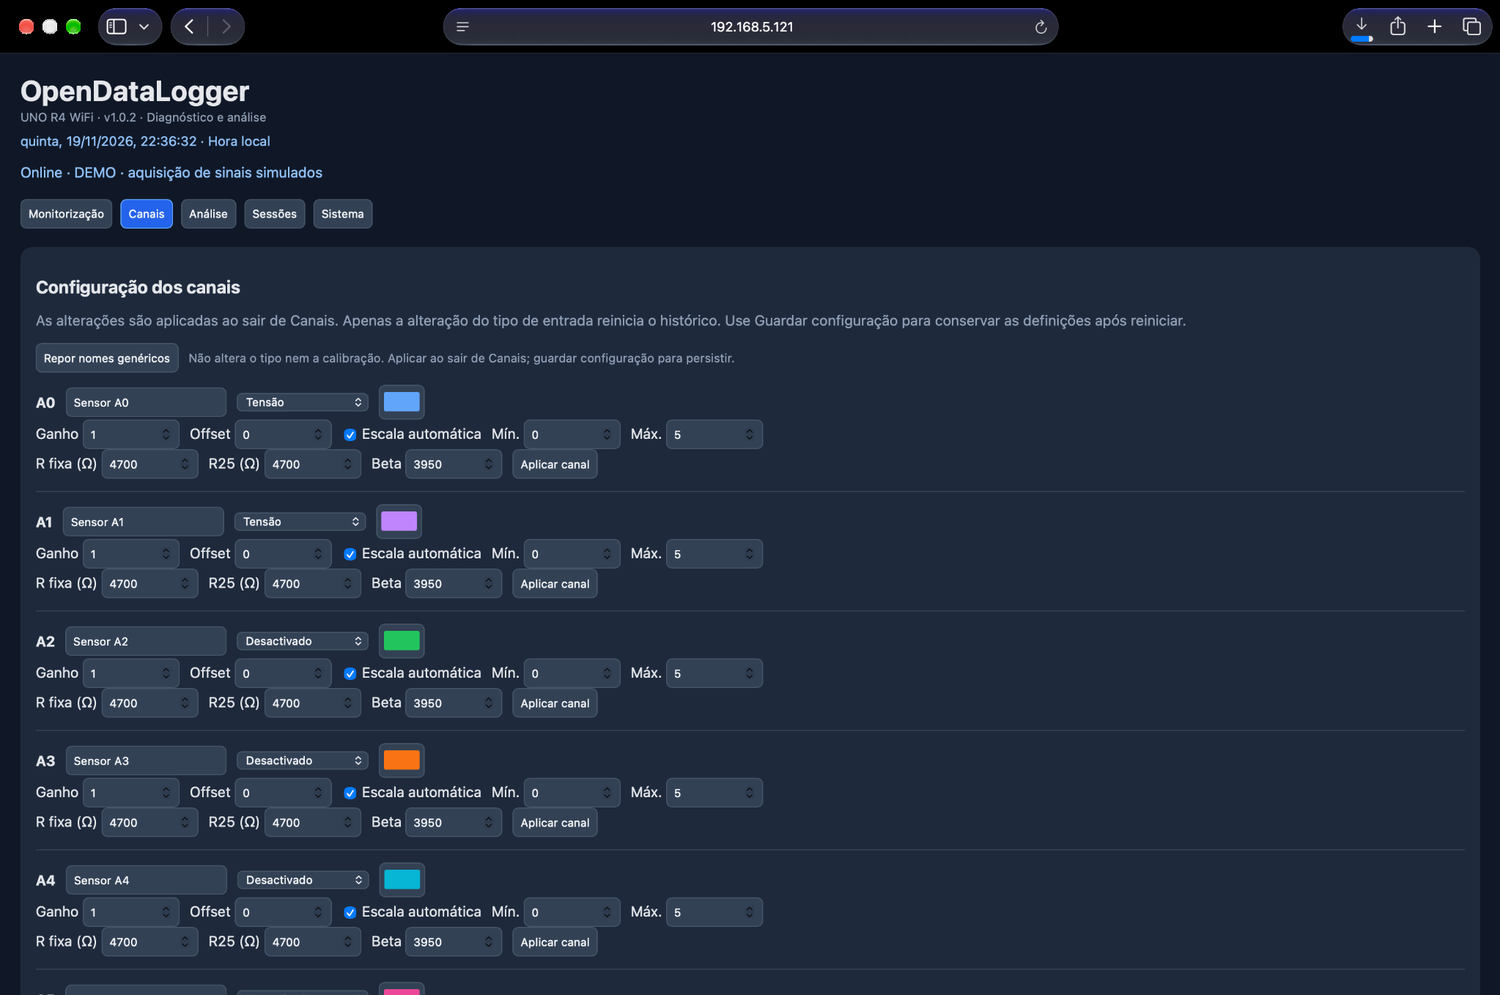 192.168.5.121
OpenDataLogger
UNO R4 WiFi · v1.0.2 · Diagnóstico e análise
quinta, 19/11/2026, 22:36:32 · Hora local
Online · DEMO · aquisição de sinais simulados
Monitorização Canais Análise Sessões Sistema
Configuração dos canais
As alterações são aplicadas ao sair de Canais. Apenas a alteração do tipo de entrada reinicia o histórico. Use Guardar configuração para conservar as definições após reiniciar.
Repor nomes genéricos Não altera o tipo nem a calibração. Aplicar ao sair de Canais; guardar configuração para persistir.
A0 Sensor A0 Tensão
Ganho 1 Offset 0 Escala automática Mín. 0 Máx. 5
R fixa (Ω) 4700 R25 (Ω) 4700 Beta 3950 Aplicar canal
A1 Sensor A1 Tensão
Ganho 1 Offset 0 Escala automática Mín. 0 Máx. 5
R fixa (Ω) 4700 R25 (Ω) 4700 Beta 3950 Aplicar canal
A2 Sensor A2 Desactivado
Ganho 1 Offset 0 Escala automática Mín. 0 Máx. 5
R fixa (Ω) 4700 R25 (Ω) 4700 Beta 3950 Aplicar canal
A3 Sensor A3 Desactivado
Ganho 1 Offset 0 Escala automática Mín. 0 Máx. 5
R fixa (Ω) 4700 R25 (Ω) 4700 Beta 3950 Aplicar canal
A4 Sensor A4 Desactivado
Ganho 1 Offset 0 Escala automática Mín. 0 Máx. 5
R fixa (Ω) 4700 R25 (Ω) 4700 Beta 3950 Aplicar canal